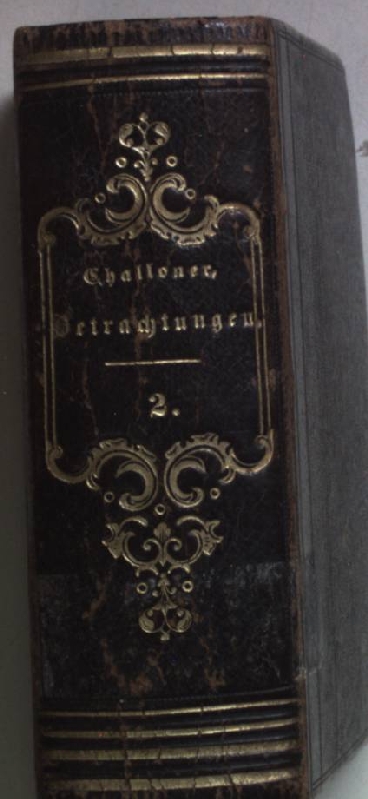 Challoner,
Betrachtungen.
2.